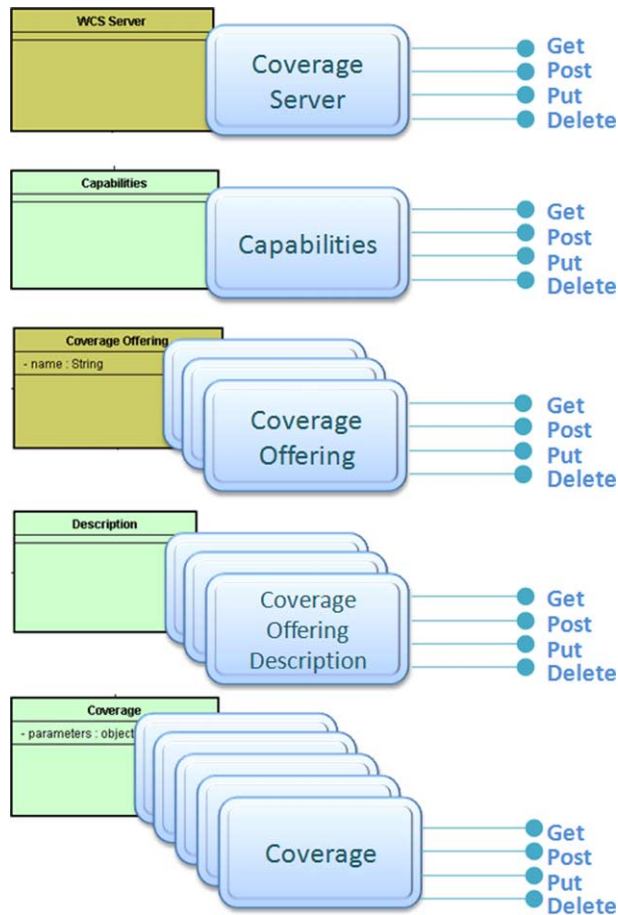 WCS Server
Coverage
Server
Get
Post
Put
Delete
Capabilities
Capabilities
Get
Post
Put
Delete
Coverage Offering
- name : String
Coverage
Offering
Get
Post
Put
Delete
Description
Coverage
Offering
Description
Get
Post
Put
Delete
Coverage
- parameters : object
Coverage
Get
Post
Put
Delete